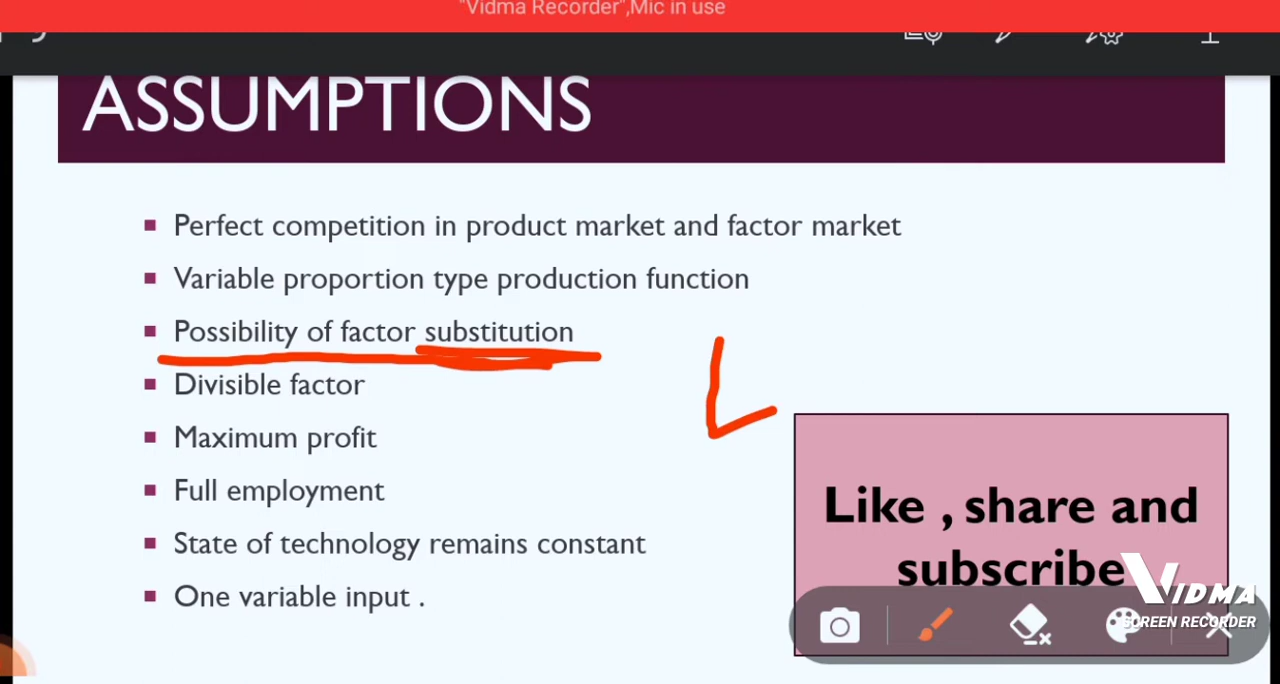 "Vidma Recorder",Mic in use
ASSUMPTIONS
Perfect competition in product market and factor market
Variable proportion type production function
Possibility of factor substitution
Divisible factor
Maximum profit
Full employment
State of technology remains constant
One variable input .
L
Like , share and
subscribe
VIDMA
SCREEN RECORDER